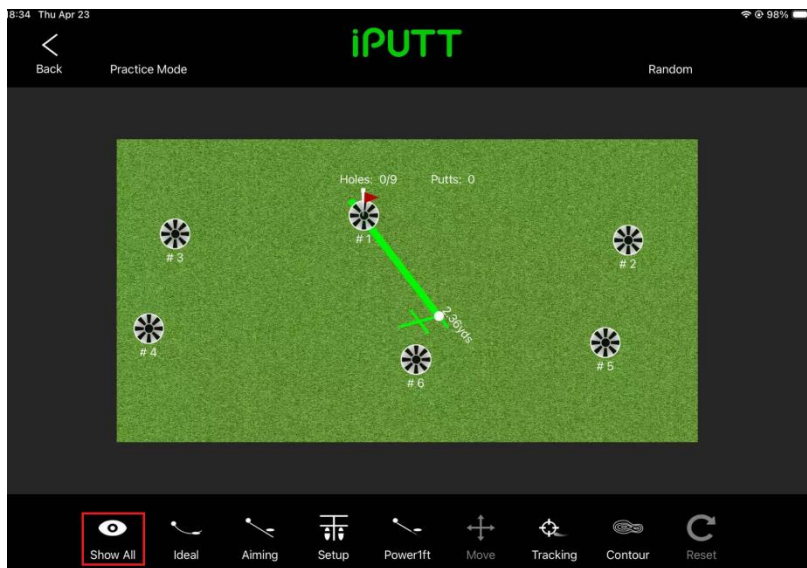 18:34 Thu Apr 23
98%
iPUTT
Back
Practice Mode
Random
Holes: 0/9 Putts: 0
# 1
# 3
# 2
2.36yds
# 4
# 5
# 6
Show All
Ideal
Aiming
Setup
Power1ft
Move
Tracking
Contour
Reset